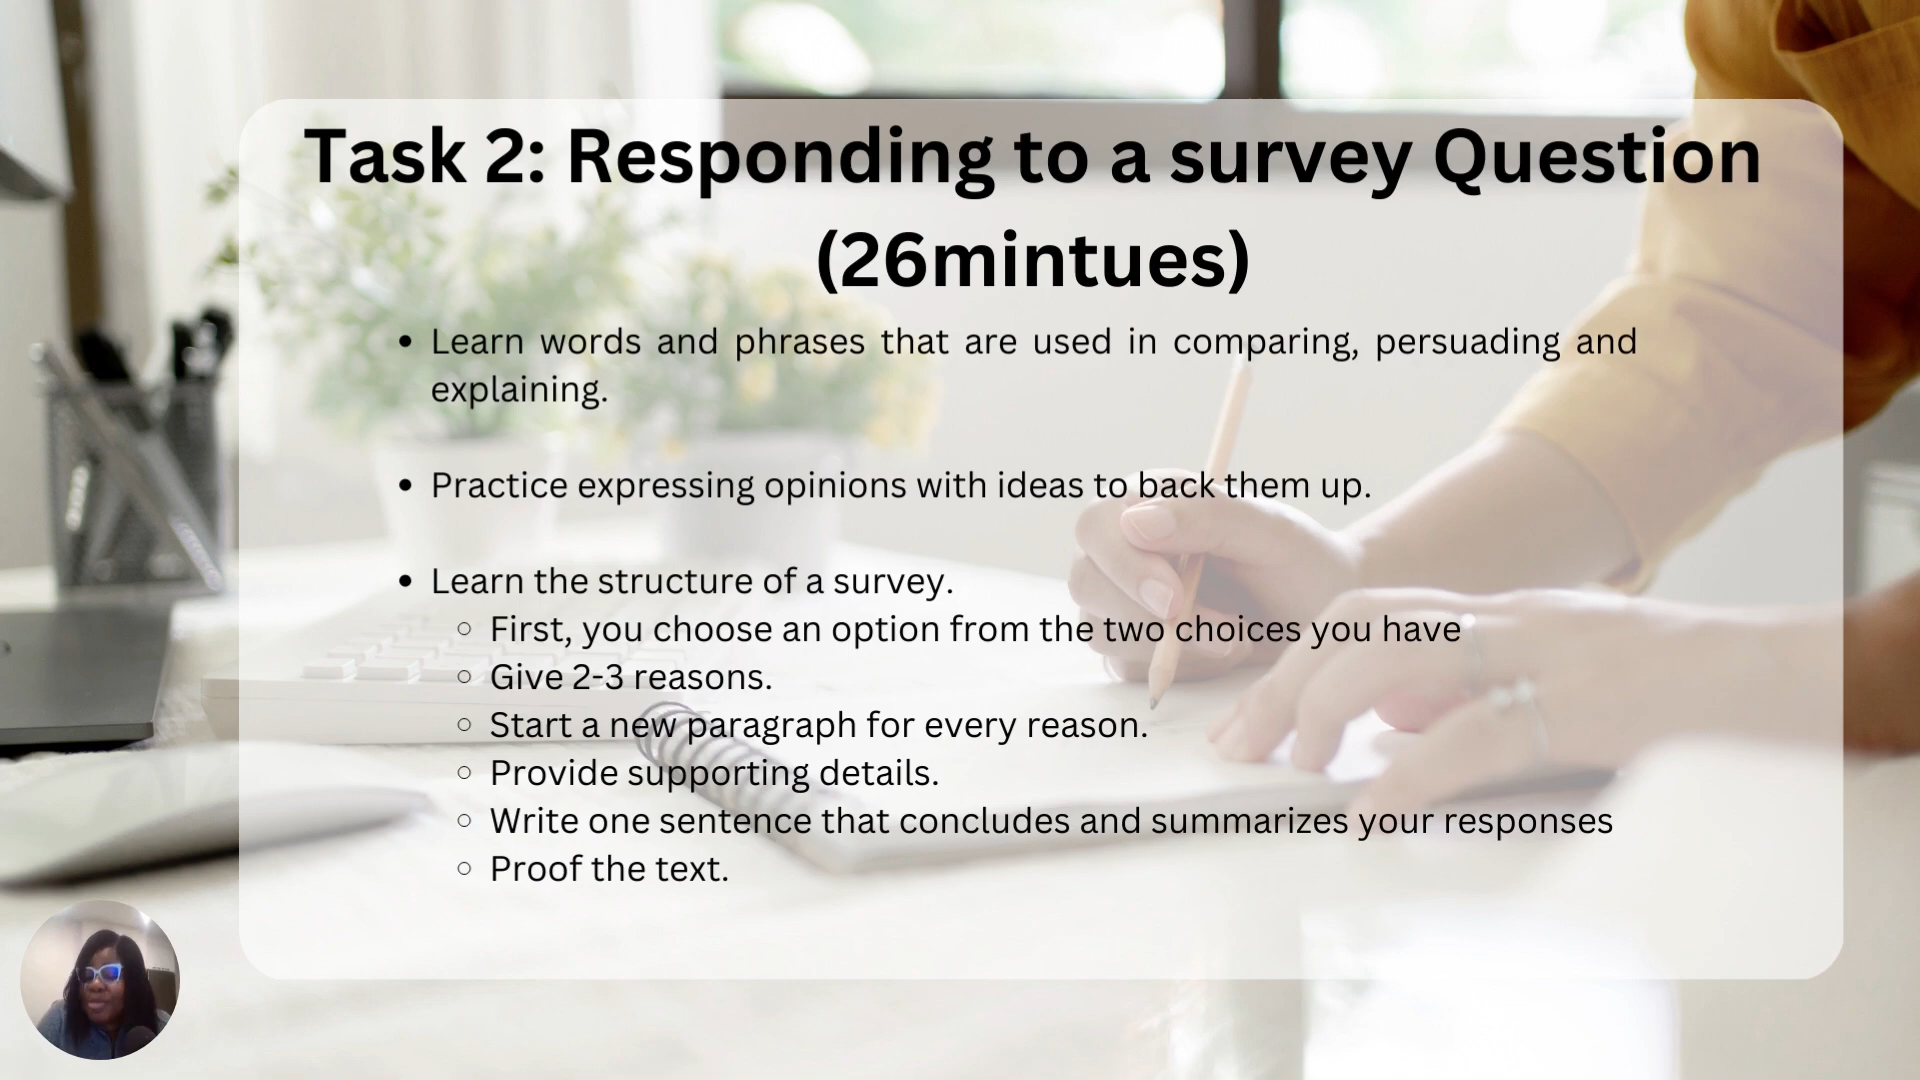 Task 2: Responding to a survey Question
(26mintues)
• Learn words and phrases that are used in comparing, persuading and
explaining.
• Practice expressing opinions with ideas to back them up.
• Learn the structure of a survey.
○ First, you choose an option from the two choices you have
○ Give 2-3 reasons.
○ Start a new paragraph for every reason.
○ Provide supporting details.
○ Write one sentence that concludes and summarizes your responses
○ Proof the text.